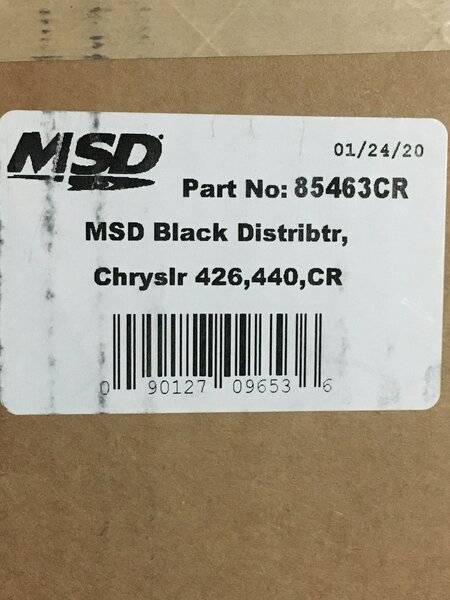 MSD
01/24/20
Part No: 85463CR
MSD Black Distribtr,
Chryslr 426,440,CR
0 90127 09653 6